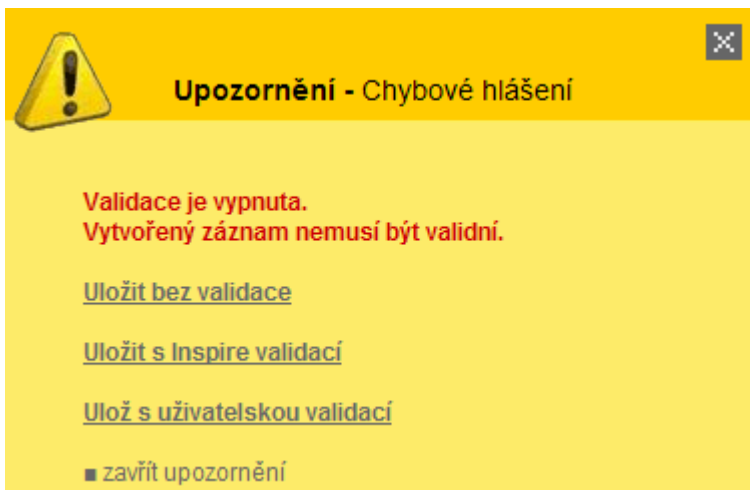 Upozornění - Chybové hlášení
Validace je vypnuta.
Vytvořený záznam nemusí být validní.
Uložit bez validace
Uložit s Inspire validací
Ulož s uživatelskou validací
■ zavřít upozornění